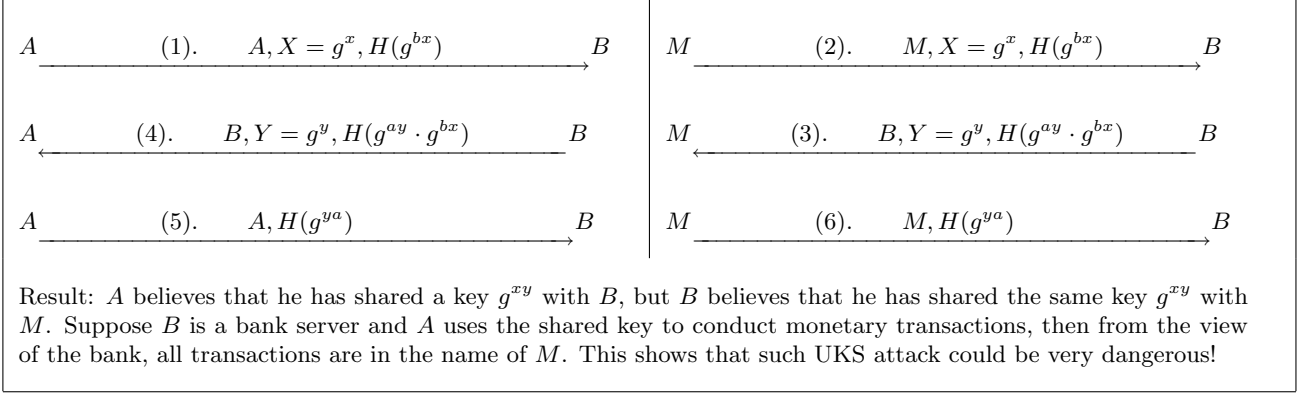 A (1). A, X = g^x, H(g^{bx}) B M (2). M, X = g^x, H(g^{bx}) B
A (4). B, Y = g^y, H(g^{ay} · g^{bx}) B M (3). B, Y = g^y, H(g^{ay} · g^{bx}) B
A (5). A, H(g^{ya}) B M (6). M, H(g^{ya}) B
Result: A believes that he has shared a key g^{xy} with B, but B believes that he has shared the same key g^{xy} with
M. Suppose B is a bank server and A uses the shared key to conduct monetary transactions, then from the view
of the bank, all transactions are in the name of M. This shows that such UKS attack could be very dangerous!